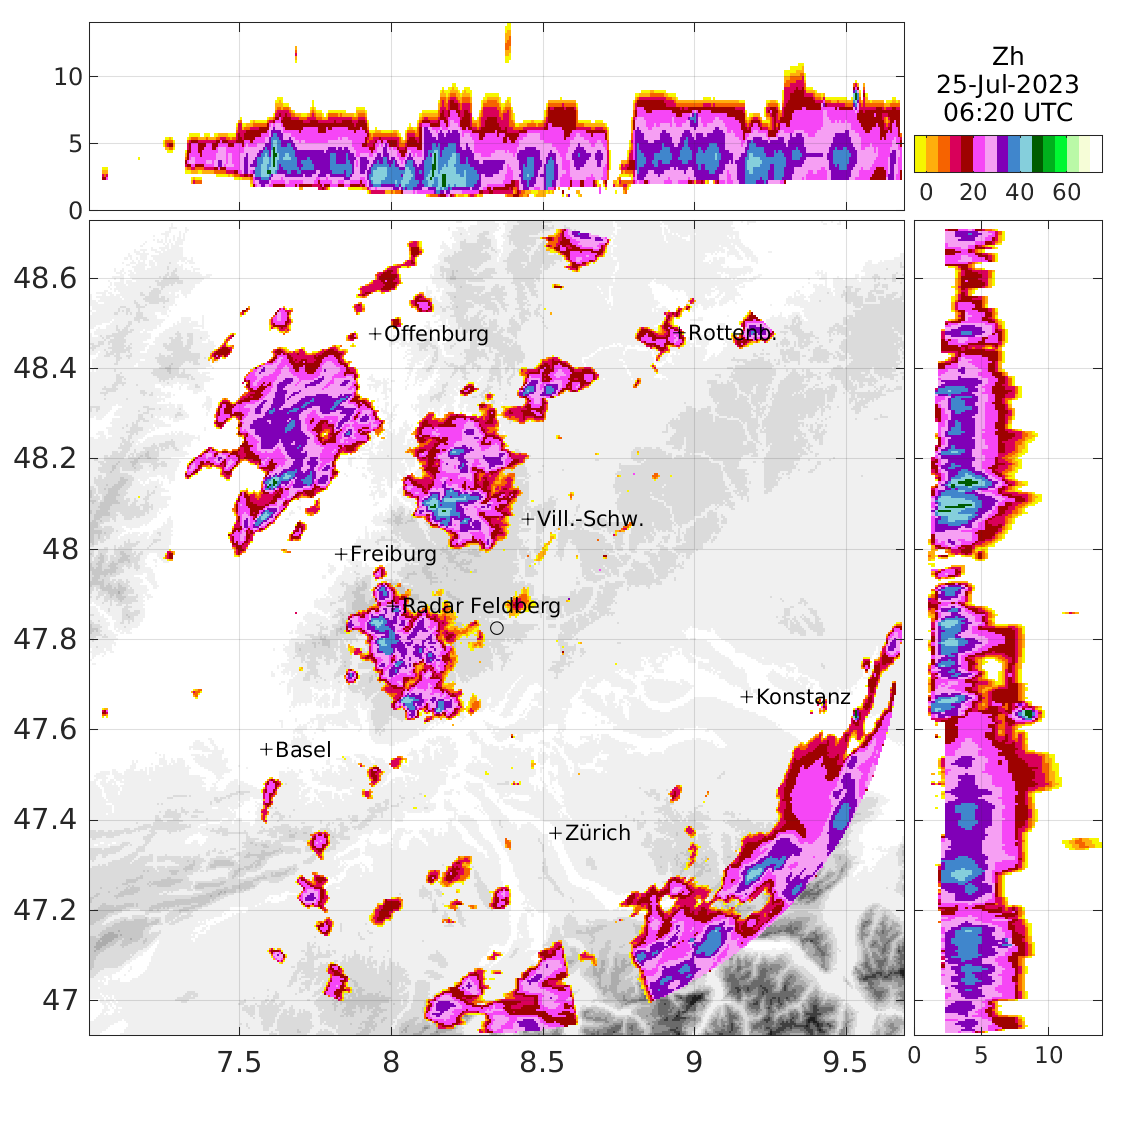 Zh
25-Jul-2023
06:20 UTC
0 20 40 60
10
5
0
48.6
48.4
48.2
48
47.8
47.6
47.4
47.2
47
+Offenburg
+Rottenb.
+Vill.-Schw.
+Freiburg
+Radar Feldberg
+Konstanz
+Basel
+Zürich
7.5 8 8.5 9 9.5
0 5 10